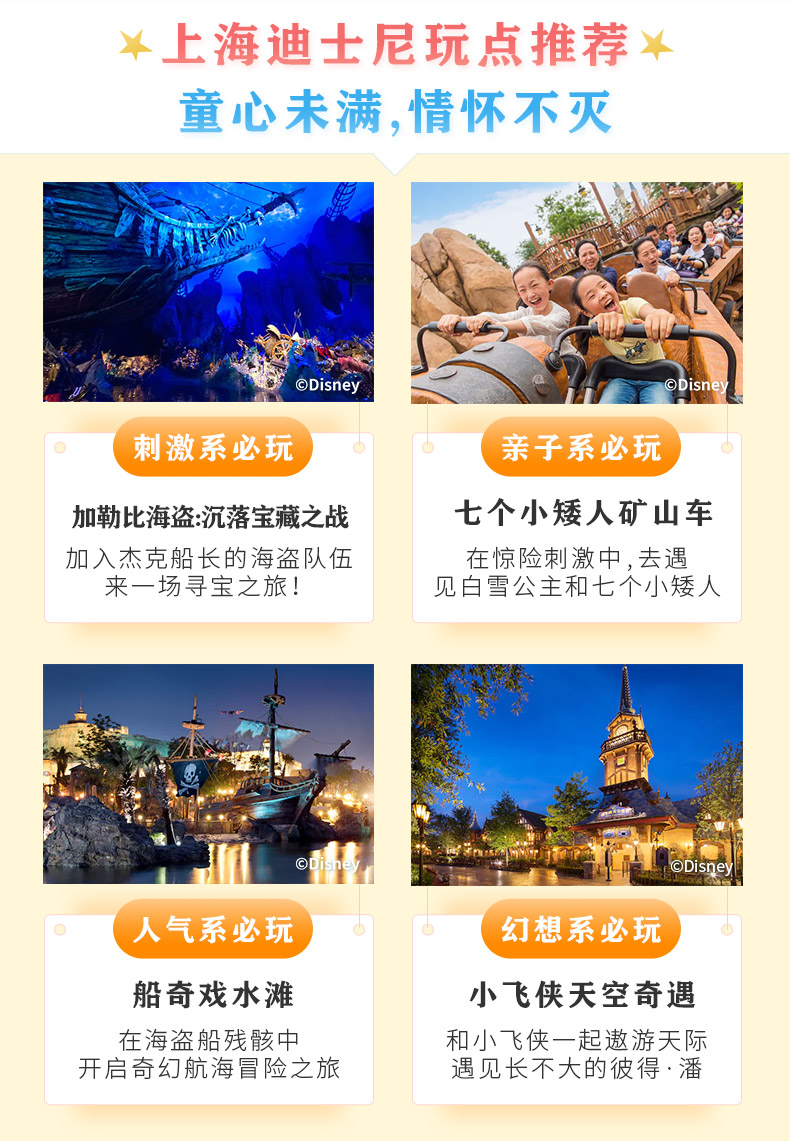 上海迪士尼玩点推荐
童心未满,情怀不灭
©Disney
©Disney
刺激系必玩
加勒比海盗:沉落宝藏之战
加入杰克船长的海盗队伍
来一场寻宝之旅!
亲子系必玩
七个小矮人矿山车
在惊险刺激中,去遇
见白雪公主和七个小矮人
©Disney
©Disney
人气系必玩
船奇戏水滩
在海盗船残骸中
开启奇幻航海冒险之旅
幻想系必玩
小飞侠天空奇遇
和小飞侠一起遨游天际
遇见长不大的彼得·潘